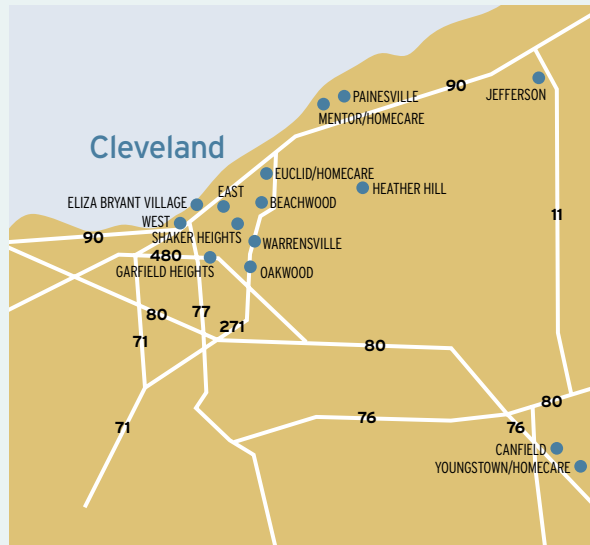 90
PAINESVILLE
JEFFERSON
MENTOR/HOMECARE
Cleveland
EUCLID/HOMECARE
HEATHER HILL
EAST
ELIZA BRYANT VILLAGE
BEACHWOOD
11
WEST
90
SHAKER HEIGHTS
WARRENSVILLE
480
GARFIELD HEIGHTS
OAKWOOD
80
77
271
71
80
80
76
71
76
CANFIELD
YOUNGSTOWN/HOMECARE